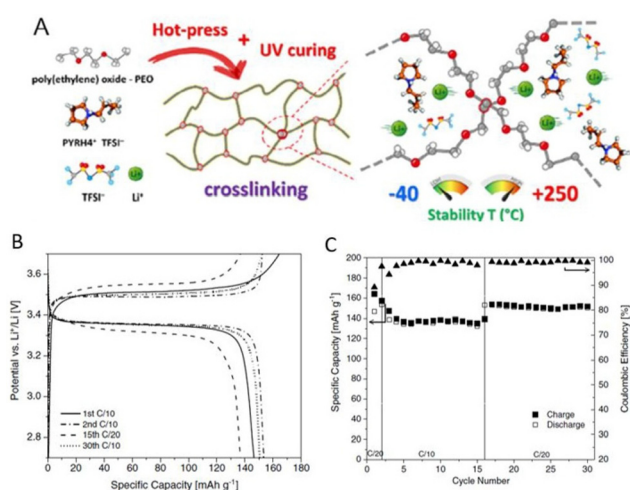 A
Hot-press
+
UV curing
poly(ethylene) oxide - PEO
PYRH4⁺ TFSI⁻
TFSI⁻
Li⁺
crosslinking
Li+
Li+
Li+
Li+
-40
+250
Stability T (°C)
B
Potential vs. Li⁺/Li [V]
3.6
3.4
3.2
3.0
2.8
1st C/10
2nd C/10
15th C/20
30th C/10
0 20 40 60 80 100 120 140 160 180
Specific Capacity [mAh g⁻¹]
C
Specific Capacity [mAh g⁻¹]
200
180
160
140
120
100
80
60
40
20
0
100
90
80
70
60
50
40
30
20
Coulombic Efficiency [%]
Charge
Discharge
C/20
C/10
C/20
0 5 10 15 20 25 30
Cycle Number